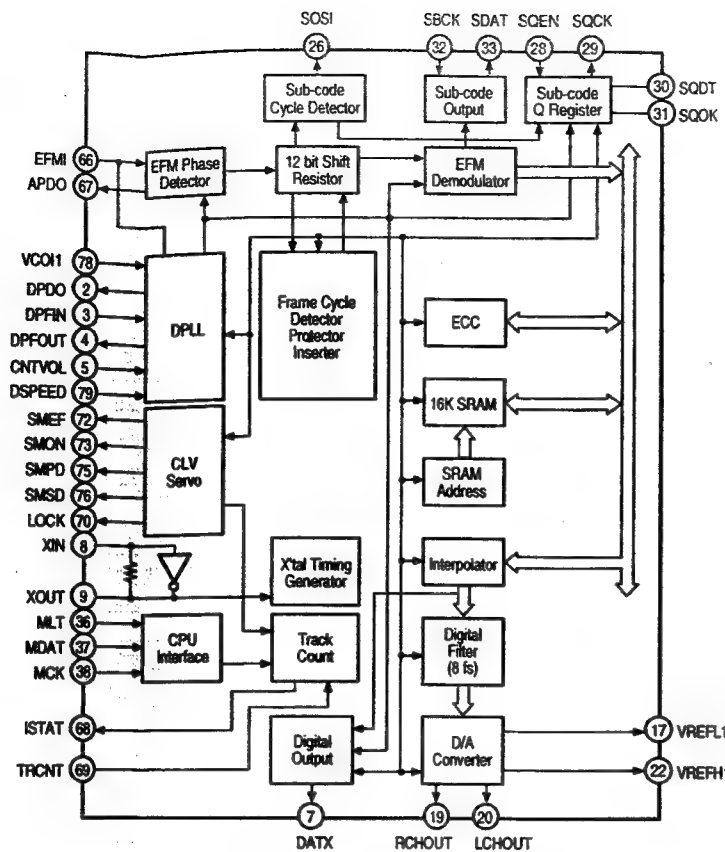 SOSI SBCK SDAT SQEN SQCK
26 32 33 28 29
30 SQDT
31 SQOK
Sub-code
Cycle Detector
Sub-code
Output
Sub-code
Q Register
EFMI 66
APDO 67
EFM Phase
Detector
12 bit Shift
Resistor
EFM
Demodulator
VCOI1 78
DPDO 2
DPFIN 3
DPFOUT 4
CNTVOL 5
DSPEED 79
DPLL
Frame Cycle
Detector
Protector
Inserter
ECC
16K SRAM
SRAM
Address
SMEF 72
SMON 73
SMPD 75
SMSD 76
LOCK 70
CLV
Servo
XIN 8
XOUT 9
X'tal Timing
Generator
Interpolator
MLT 36
MDAT 37
MCK 38
CPU
Interface
Track
Count
Digital
Filter
(8 fs)
ISTAT 68
TRCNT 69
Digital
Output
D/A
Converter
17 VREFL1
22 VREFH1
7 19 20
DATX RCHOUT LCHOUT